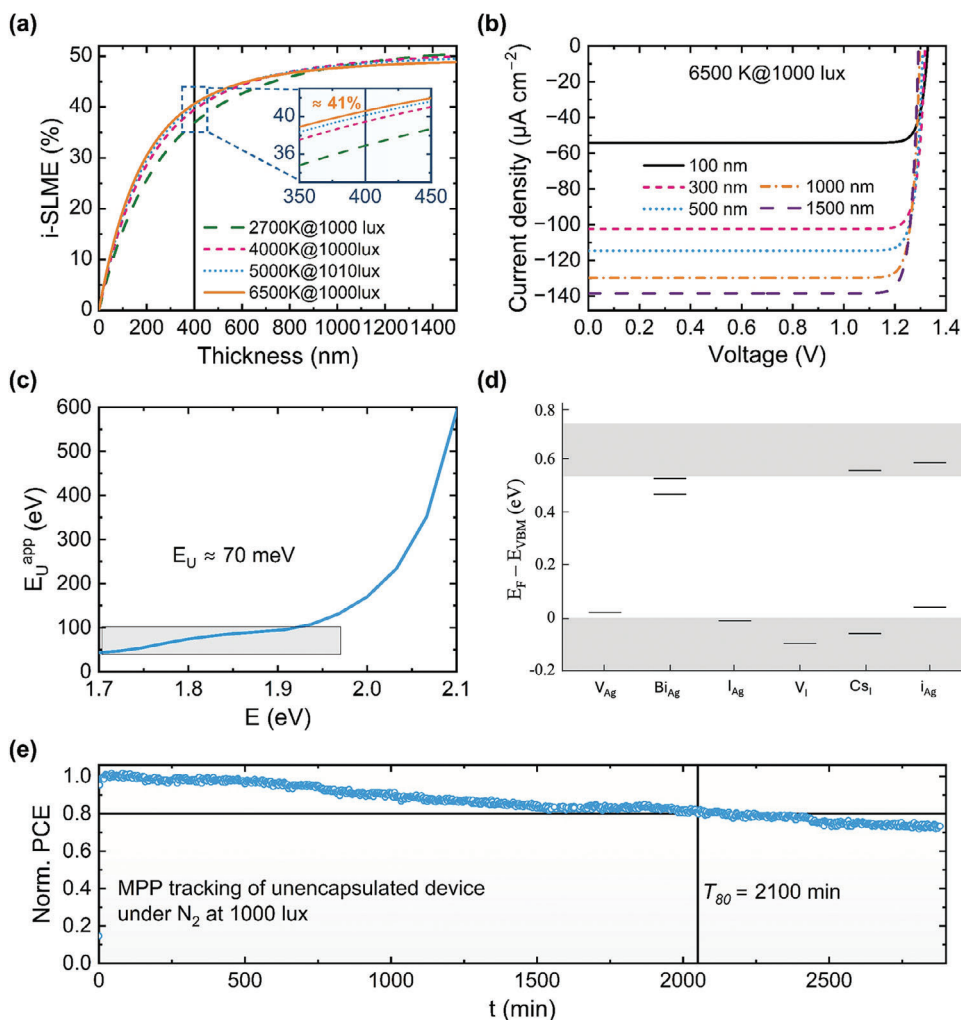 (a)
i-SLME (%)
50
40
30
20
10
0
≈ 41%
42
36
350 400 450
2700K@1000 lux
4000K@1000lux
5000K@1010lux
6500K@1000lux
0 200 400 600 800 1000 1200 1400
Thickness (nm)
(b)
Current density (µA cm⁻²)
0
−20
−40
−60
−80
−100
−120
−140
6500 K@1000 lux
100 nm
300 nm 1000 nm
500 nm 1500 nm
0.0 0.2 0.4 0.6 0.8 1.0 1.2 1.4
Voltage (V)
(c)
E_U^app (eV)
600
500
400
300
200
100
0
E_U ≈ 70 meV
1.7 1.8 1.9 2.0 2.1
E (eV)
(d)
E_F − E_VBM (eV)
0.8
0.6
0.4
0.2
0
-0.2
V_Ag Bi_Ag I_Ag V_I Cs_I i_Ag
(e)
Norm. PCE
1.0
0.8
0.6
0.4
0.2
0.0
MPP tracking of unencapsulated device
under N₂ at 1000 lux
T₈₀ = 2100 min
0 500 1000 1500 2000 2500
t (min)